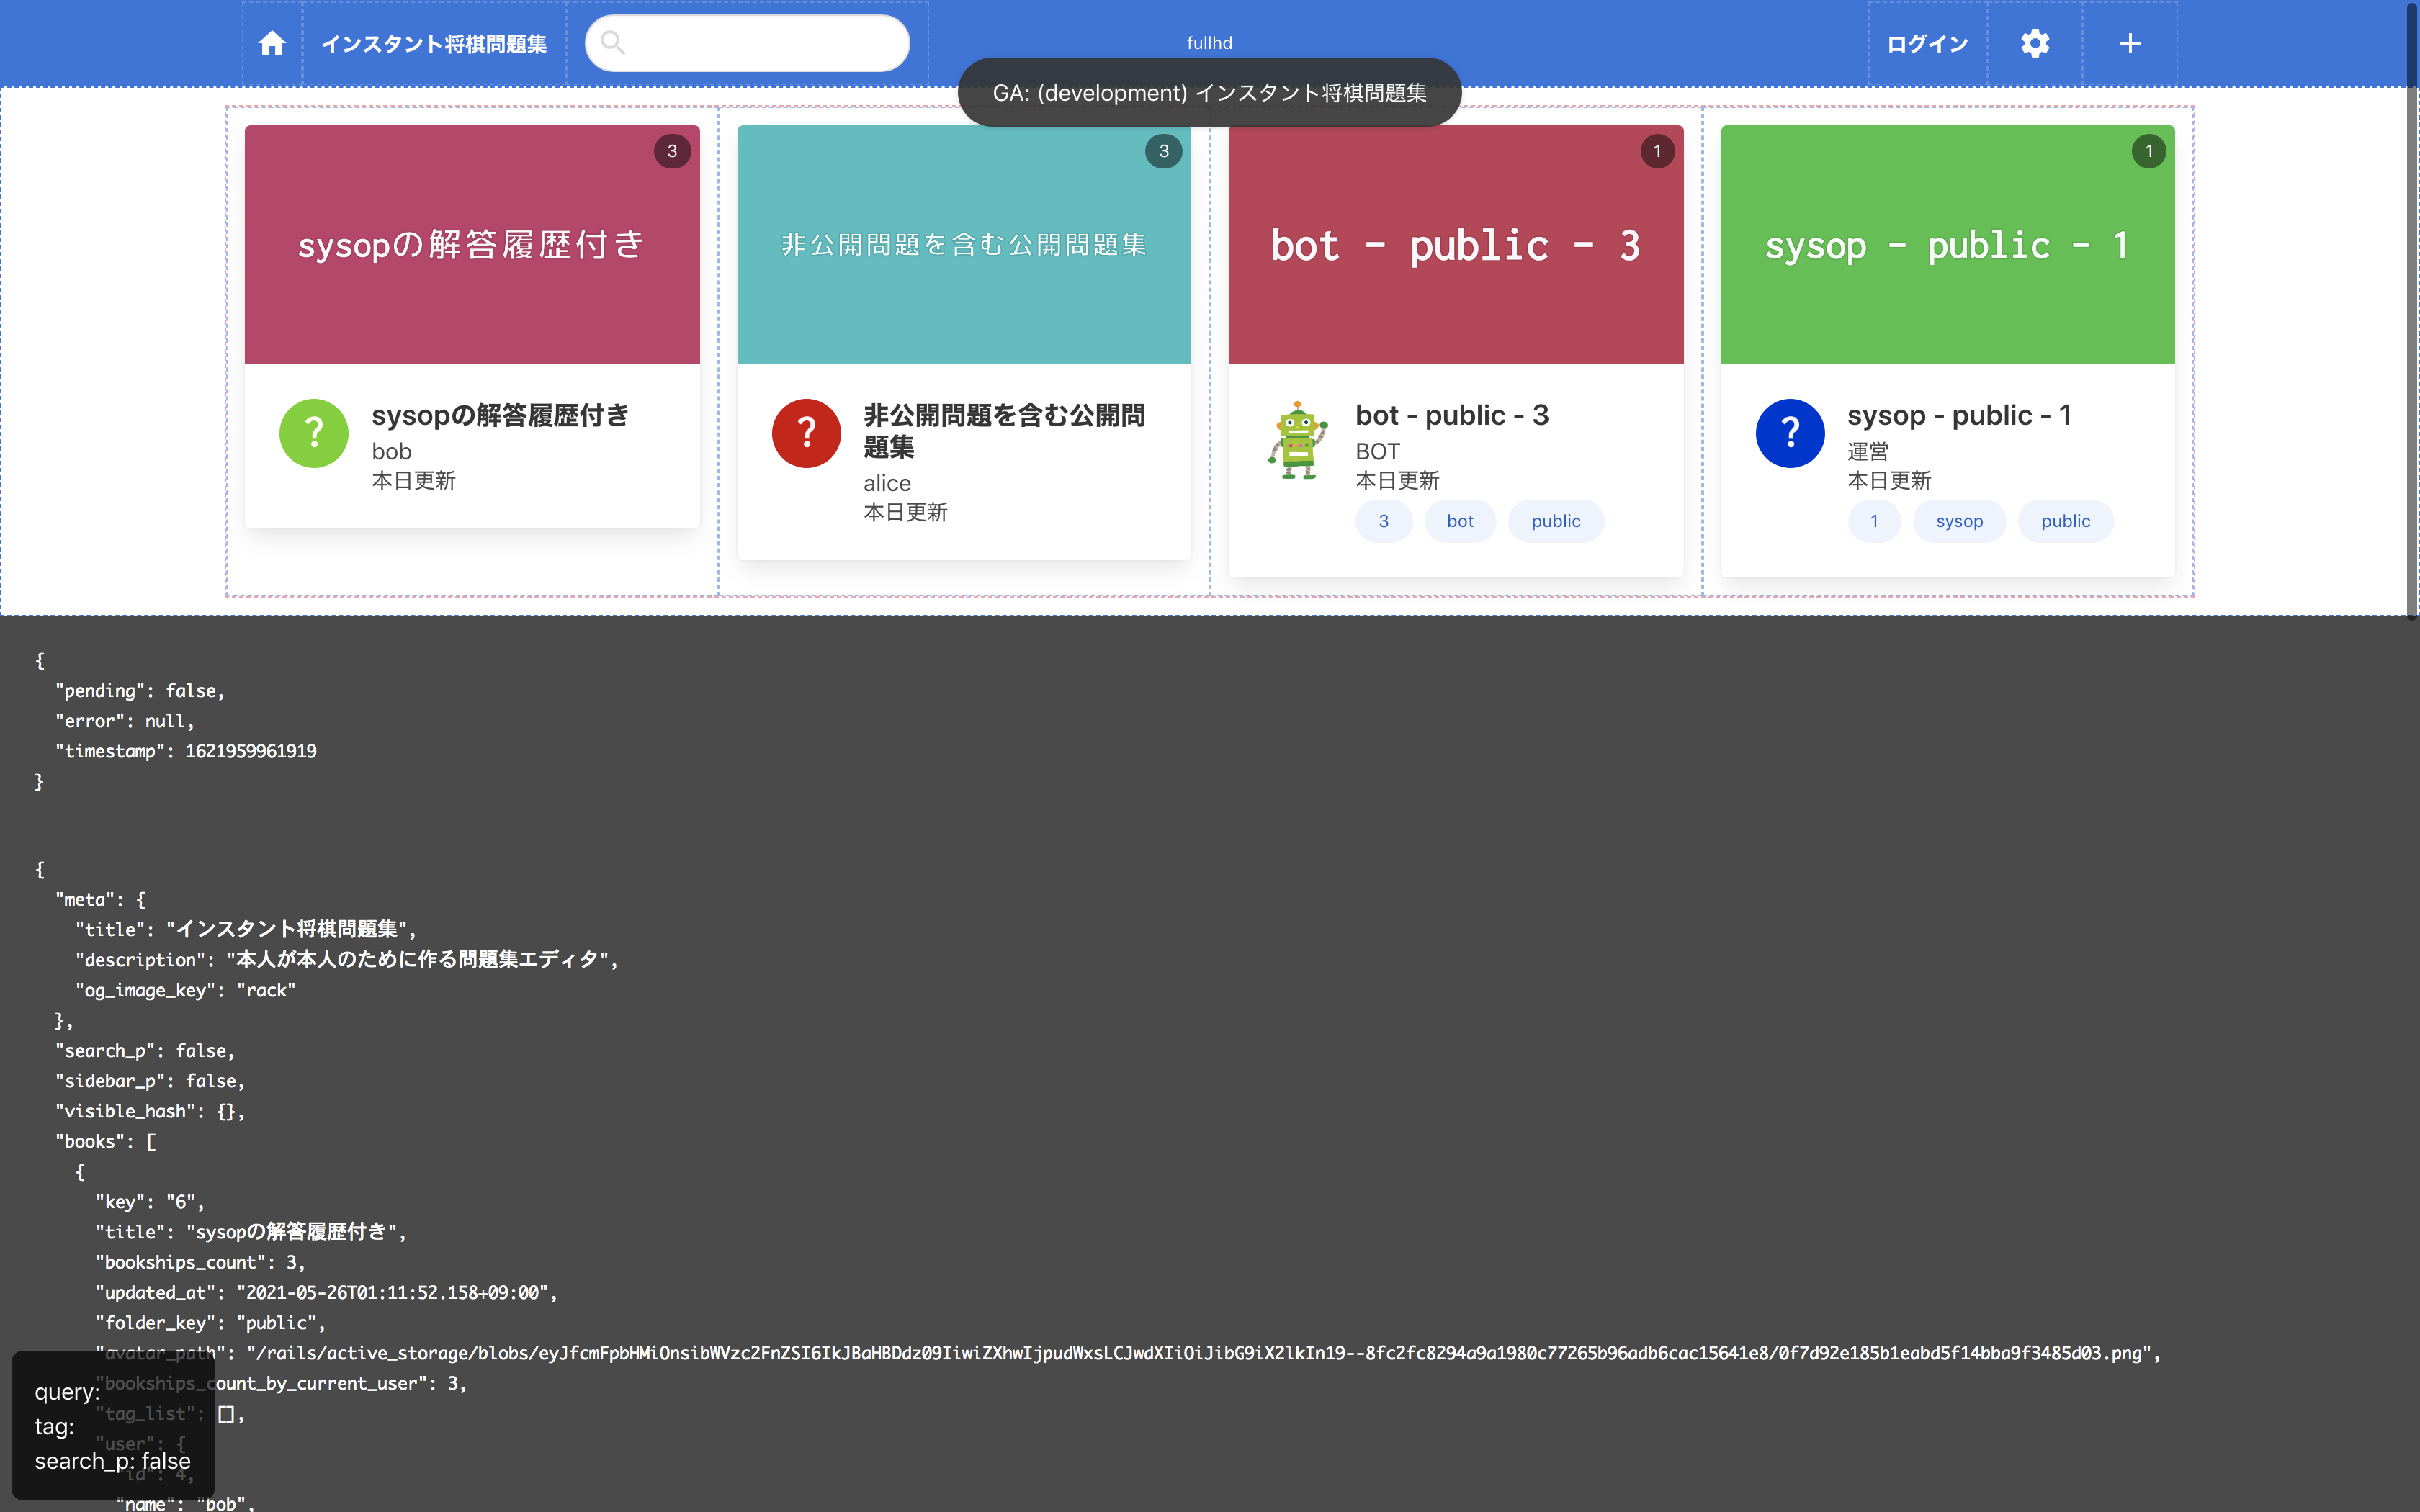 インスタント将棋問題集
fullhd
ログイン
GA: (development) インスタント将棋問題集
3
sysopの解答履歴付き
?
sysopの解答履歴付き
bob
本日更新
3
非公開問題を含む公開問題集
?
非公開問題を含む公開問
題集
alice
本日更新
1
bot - public - 3
bot - public - 3
BOT
本日更新
3 bot public
1
sysop - public - 1
?
sysop - public - 1
運営
本日更新
1 sysop public
{
"pending": false,
"error": null,
"timestamp": 1621959961919
}
{
"meta": {
"title": "インスタント将棋問題集",
"description": "本人が本人のために作る問題集エディタ",
"og_image_key": "rack"
},
"search_p": false,
"sidebar_p": false,
"visible_hash": {},
"books": [
{
"key": "6",
"title": "sysopの解答履歴付き",
"bookships_count": 3,
"updated_at": "2021-05-26T01:11:52.158+09:00",
"folder_key": "public",
"avatar_path": "/rails/active_storage/blobs/eyJfcmFpbHMiOnsibWVzc2FnZSI6IkJBaHBDdz09IiwiZXhwIjpudWxsLCJwdXIiOiJibG9iX2lkIn19--8fc2fc8294a9a1980c77265b96adb6cac15641e8/0f7d92e185b1eabd5f14bba9f3485d03.png",
"bookships_count_by_current_user": 3,
"tag_list": [],
"user": {
"id": 4,
"name": "bob",
query:
tag:
search_p: false